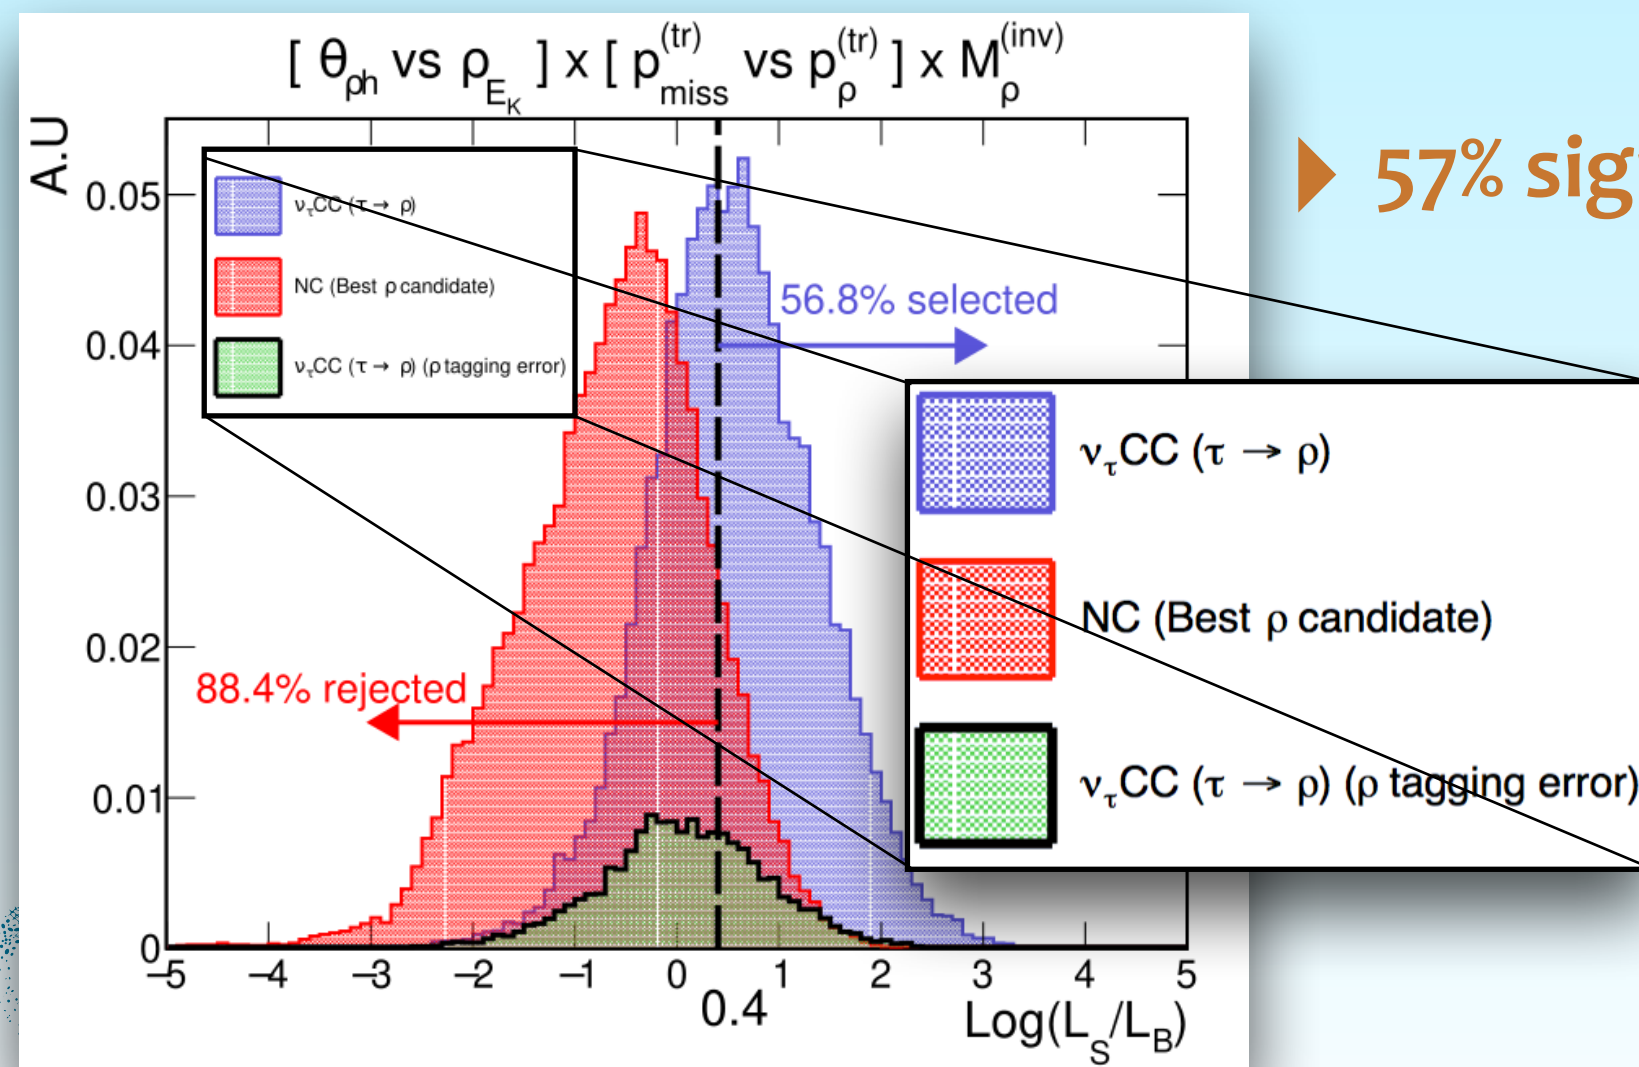 [ θρh vs ρEK ] x [ p(tr)miss vs p(tr)ρ ] x M(inv)ρ
A.U
57% sig
0.05
0.04
0.03
0.02
0.01
0
ντCC (τ → ρ)
NC (Best ρ candidate)
ντCC (τ → ρ) (ρ tagging error)
56.8% selected
88.4% rejected
ντCC (τ → ρ)
NC (Best ρ candidate)
ντCC (τ → ρ) (ρ tagging error)
−5 −4 −3 −2 −1 0 1 2 3 4 5
0.4
Log(LS/LB)